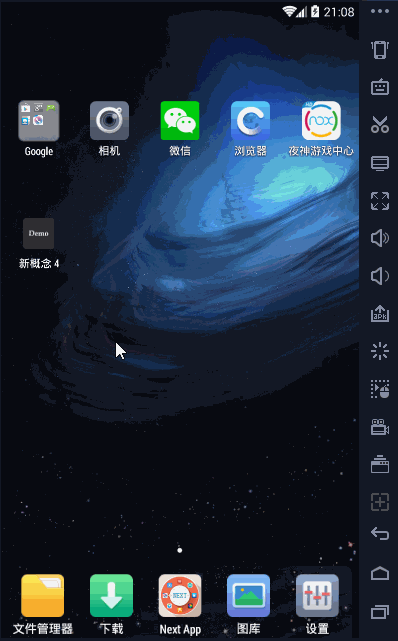 21:08
nox
Google
相机
微信
浏览器
夜神游戏中心
Demo
新概念 4
APK
NEXT
文件管理器
下载
Next App
图库
设置